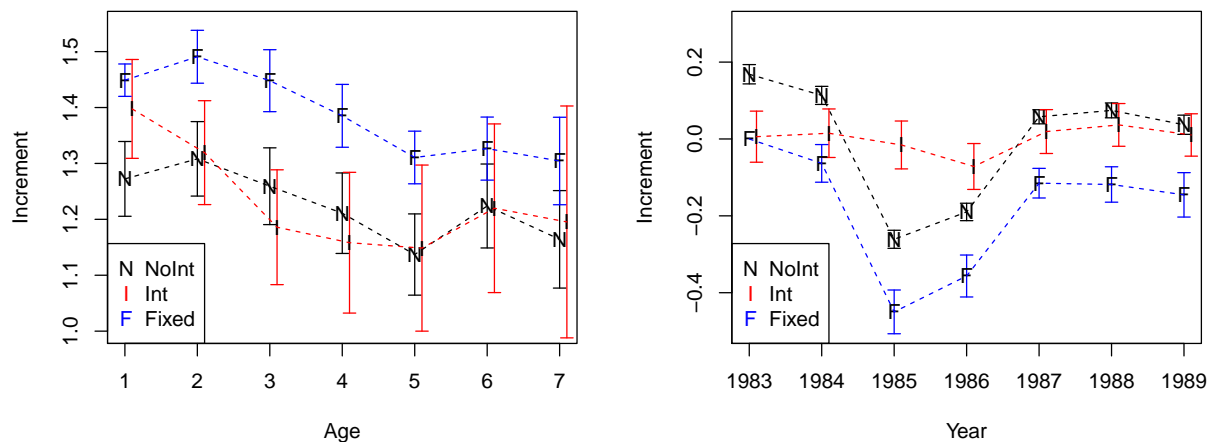 1.5
1.4
1.3
1.2
1.1
1.0
Increment
N NoInt
I Int
F Fixed
1 2 3 4 5 6 7
Age
0.2
0.0
−0.2
−0.4
Increment
N NoInt
I Int
F Fixed
1983 1984 1985 1986 1987 1988 1989
Year